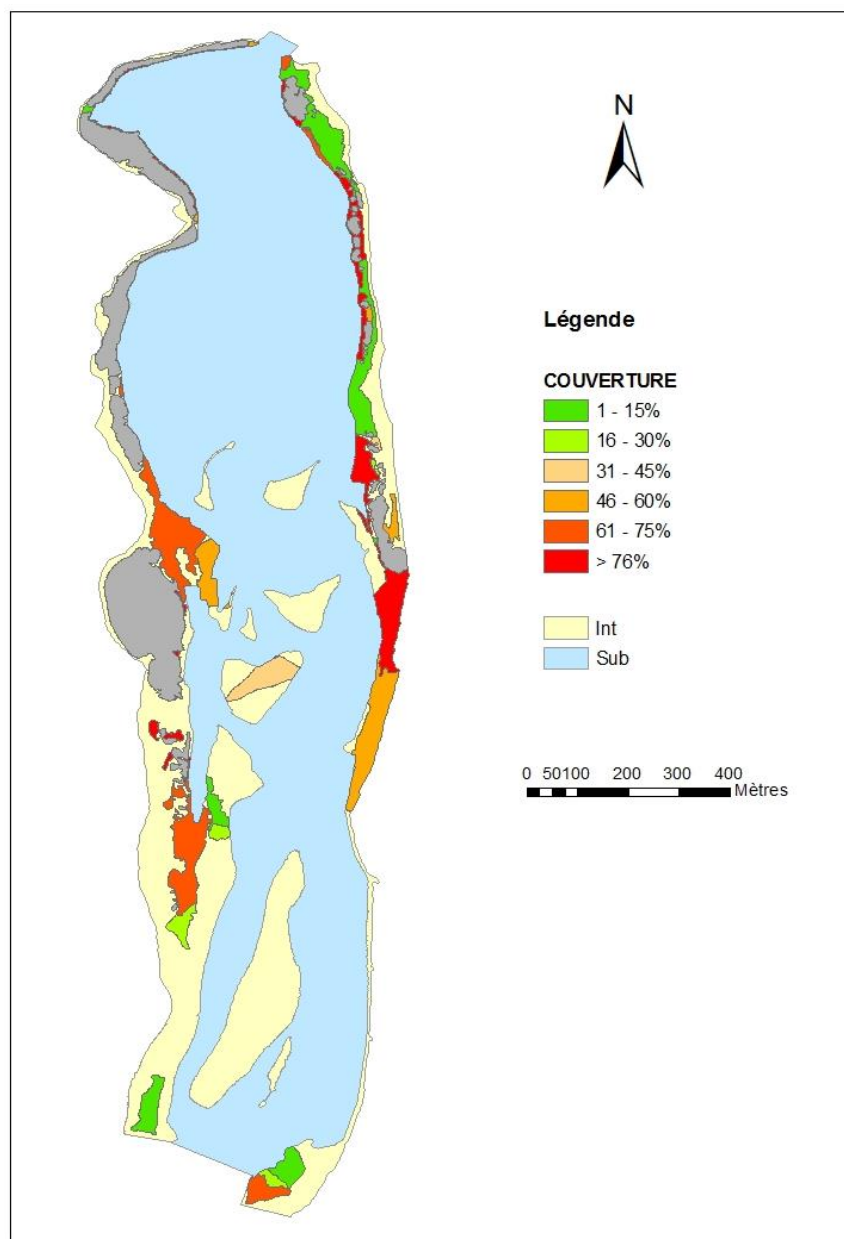 N
Légende
COUVERTURE
1 - 15%
16 - 30%
31 - 45%
46 - 60%
61 - 75%
> 76%
Int
Sub
0 50100 200 300 400
Mètres